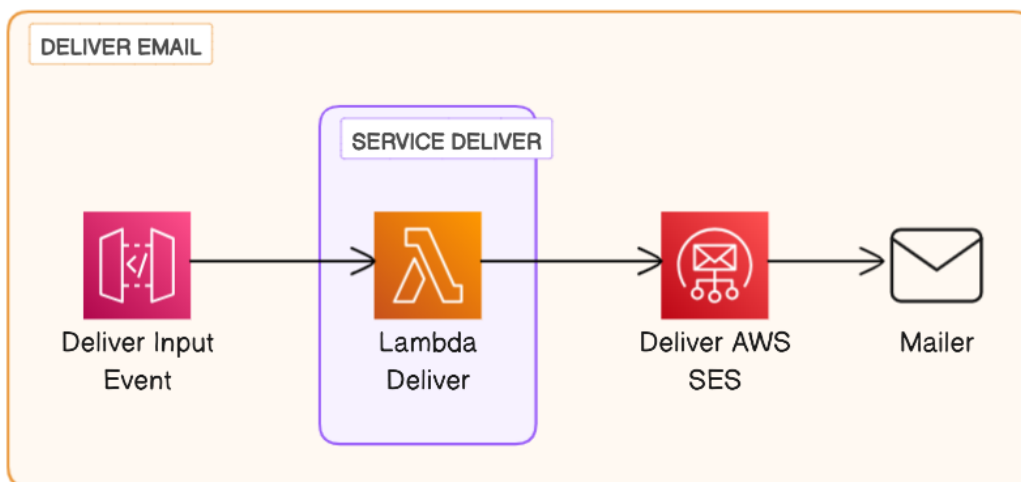 DELIVER EMAIL
SERVICE DELIVER
</>
Deliver Input
Event
Lambda
Deliver
Deliver AWS
SES
Mailer